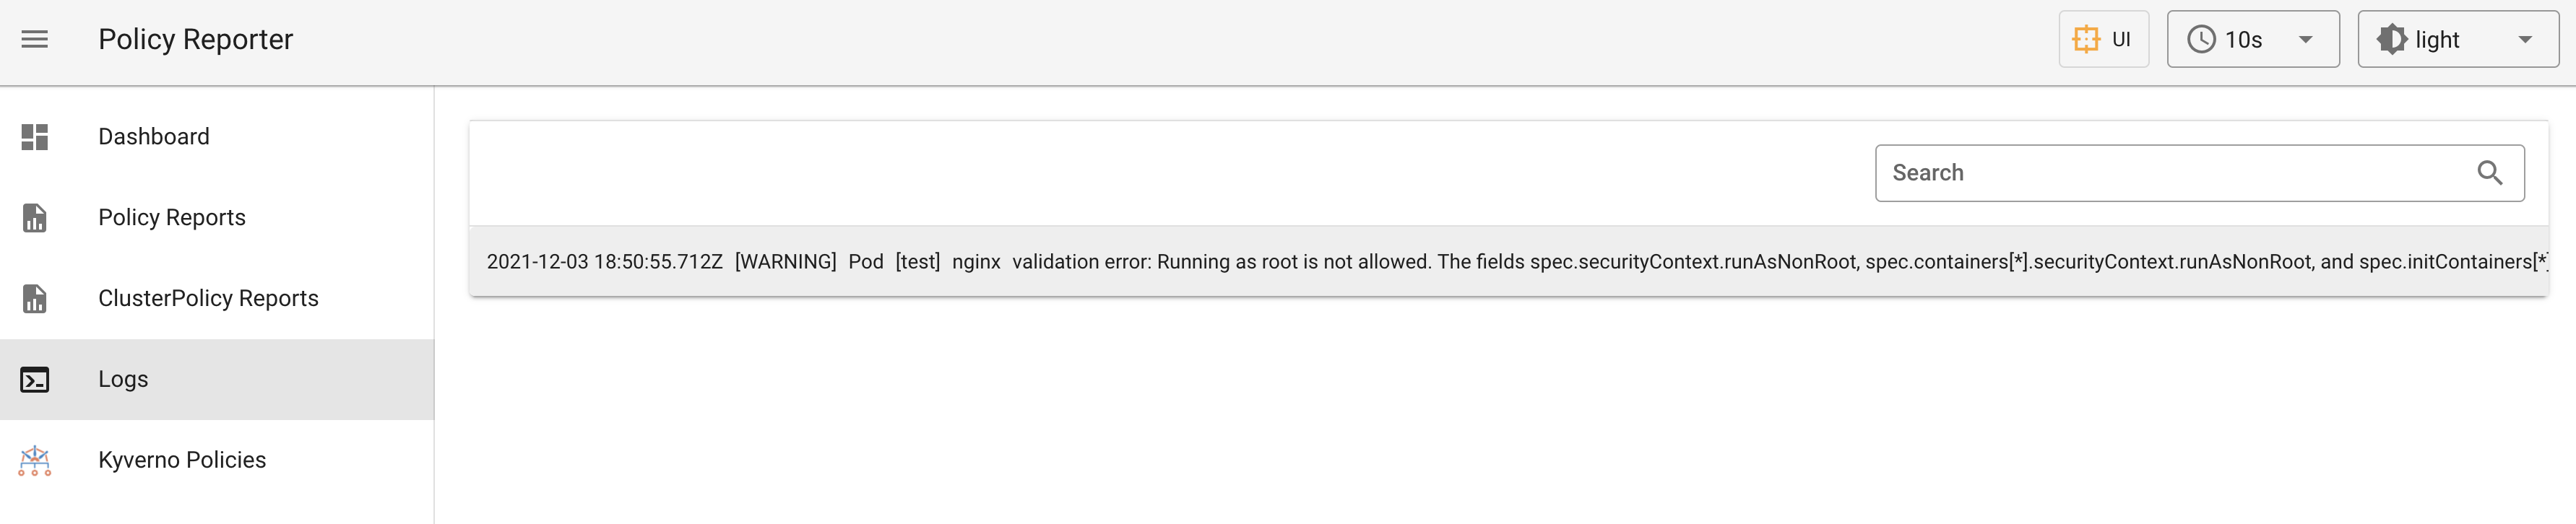 Policy Reporter
UI
10s
light
Dashboard
Policy Reports
ClusterPolicy Reports
Logs
Kyverno Policies
Search
2021-12-03 18:50:55.712Z [WARNING] Pod [test] nginx validation error: Running as root is not allowed. The fields spec.securityContext.runAsNonRoot, spec.containers[*].securityContext.runAsNonRoot, and spec.initContainers[*]